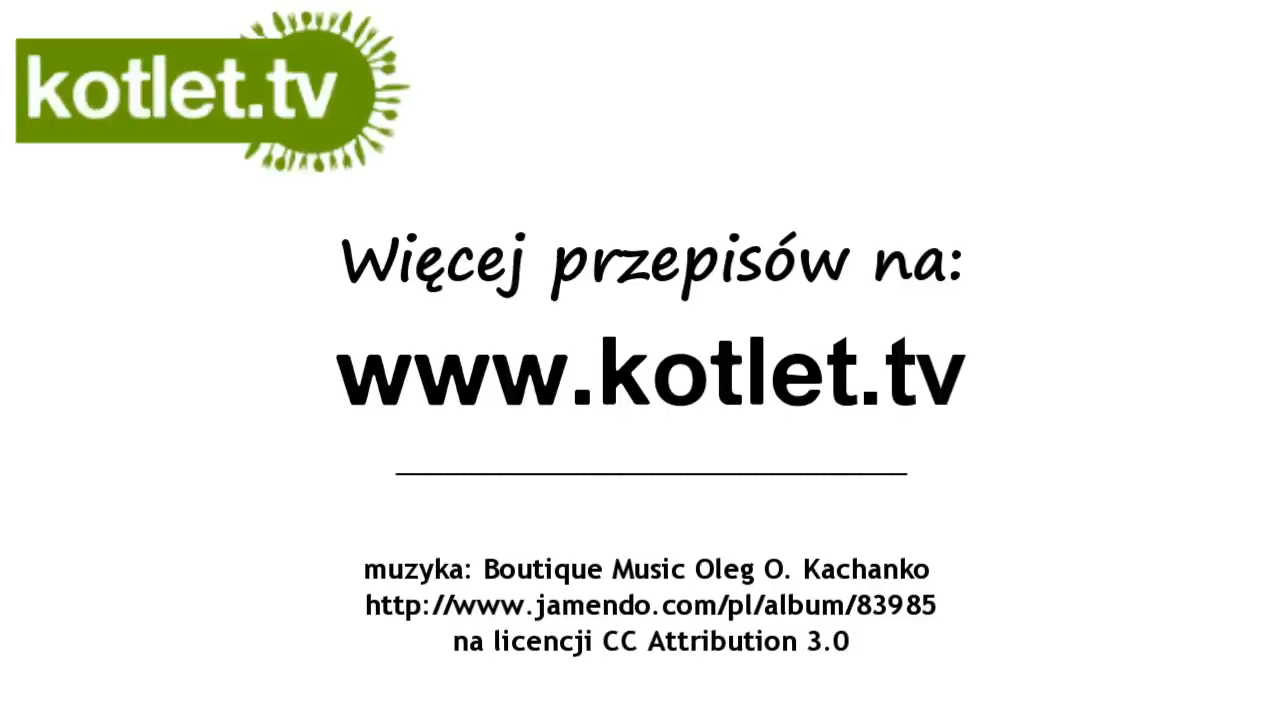 kotlet.tv
Więcej przepisów na:
www.kotlet.tv
muzyka: Boutique Music Oleg O. Kachanko
http://www.jamendo.com/pl/album/83985
na licencji CC Attribution 3.0